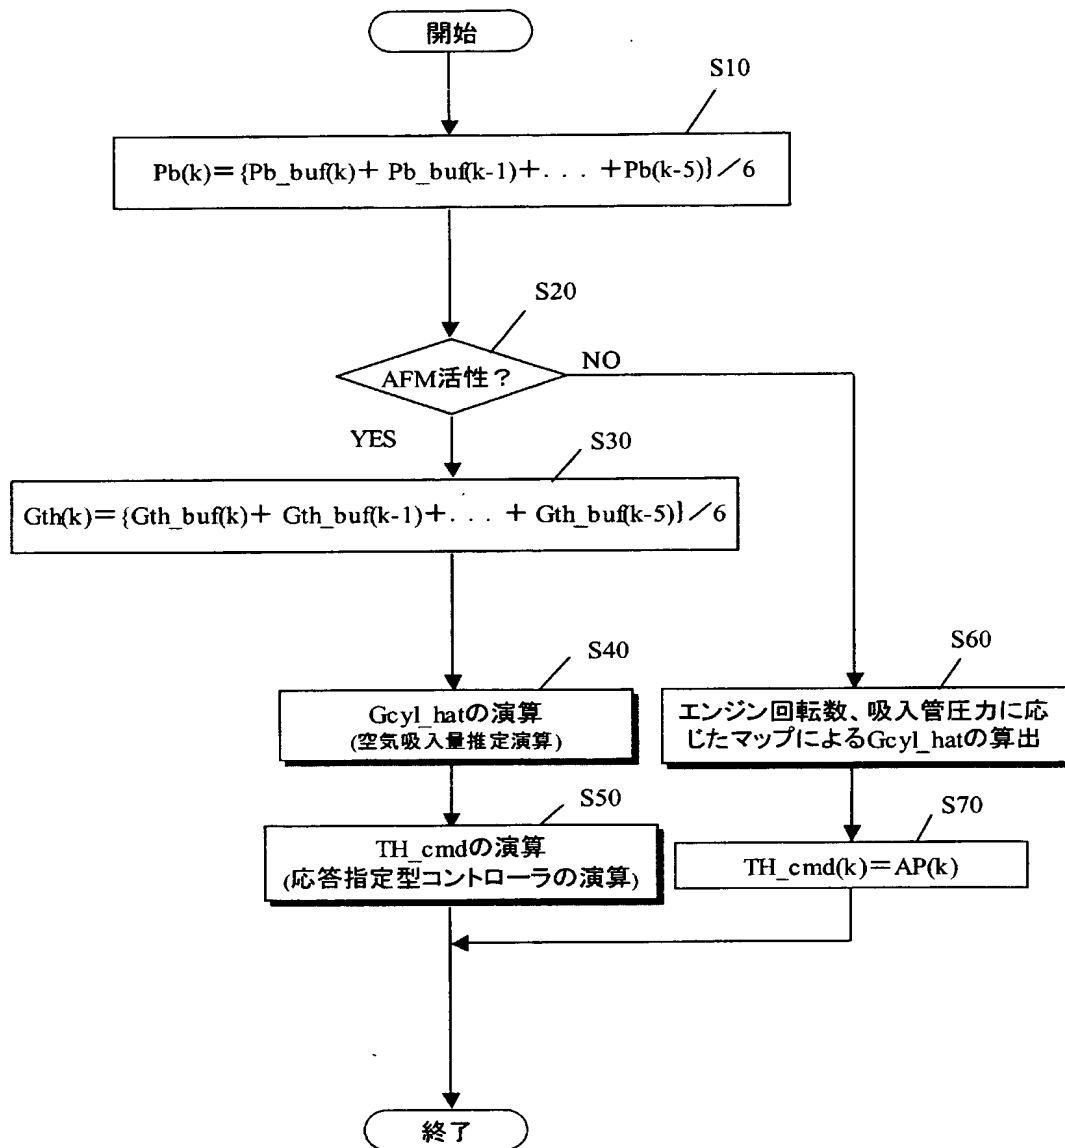 開始
S10
Pb(k)={Pb_buf(k)+ Pb_buf(k-1)+. . . +Pb(k-5)}／6
S20
AFM活性？
NO
YES
S30
Gth(k)={Gth_buf(k)+ Gth_buf(k-1)+. . . + Gth_buf(k-5)}／6
S40
Gcyl_hatの演算
(空気吸入量推定演算)
S60
エンジン回転数、吸入管圧力に応
じたマップによるGcyl_hatの算出
S50
TH_cmdの演算
(応答指定型コントローラの演算)
S70
TH_cmd(k)=AP(k)
終了